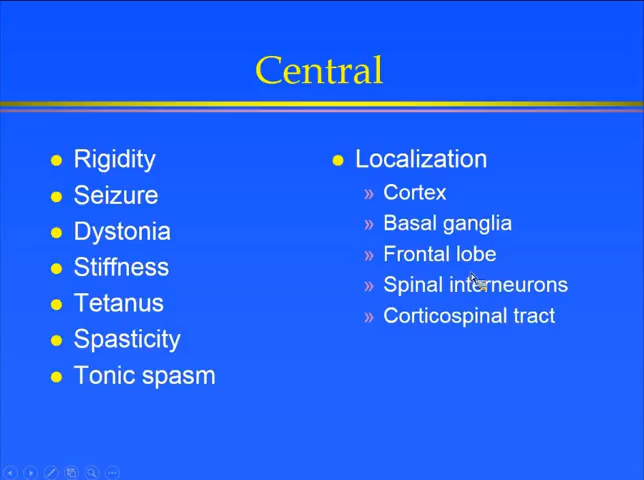 Central
Rigidity
Seizure
Dystonia
Stiffness
Tetanus
Spasticity
Tonic spasm
Localization
Cortex
Basal ganglia
Frontal lobe
Spinal interneurons
Corticospinal tract